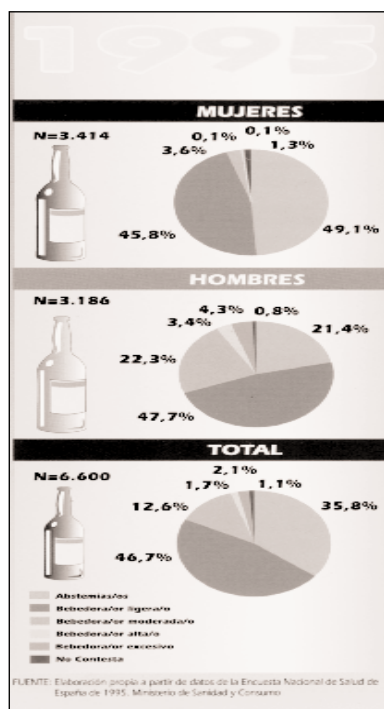 1995
MUJERES
N=3.414
0,1% 0,1%
3,6% 1,3%
45,8% 49,1%
HOMBRES
N=3.186
4,3% 0,8%
3,4% 21,4%
22,3%
47,7%
TOTAL
N=6.600
2,1%
1,7% 1,1%
12,6% 35,8%
46,7%
Abstemias/os
Bebedora/or ligera/o
Bebedora/or moderada/o
Bebedora/or alta/o
Bebedora/or excesivo
No Contesta
FUENTE: Elaboración propia a partir de datos de la Encuesta Nacional de Salud de
España de 1995. Ministerio de Sanidad y Consumo